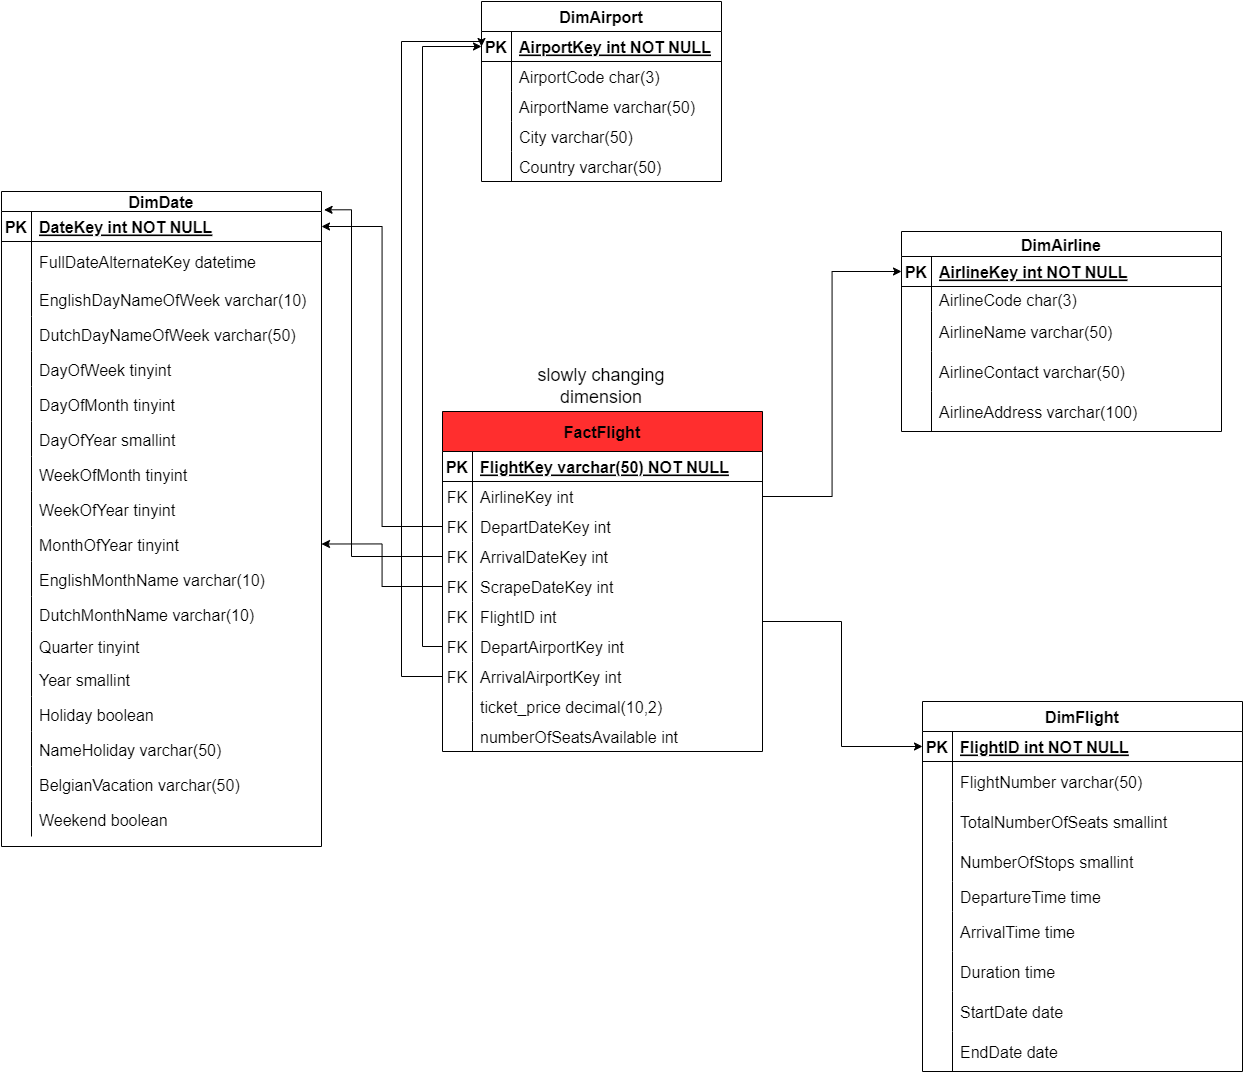 DimAirport
PK AirportKey int NOT NULL
AirportCode char(3)
AirportName varchar(50)
City varchar(50)
Country varchar(50)
DimDate
PK DateKey int NOT NULL
FullDateAlternateKey datetime
EnglishDayNameOfWeek varchar(10)
DutchDayNameOfWeek varchar(50)
DayOfWeek tinyint
DayOfMonth tinyint
DayOfYear smallint
WeekOfMonth tinyint
WeekOfYear tinyint
MonthOfYear tinyint
EnglishMonthName varchar(10)
DutchMonthName varchar(10)
Quarter tinyint
Year smallint
Holiday boolean
NameHoliday varchar(50)
BelgianVacation varchar(50)
Weekend boolean
DimAirline
PK AirlineKey int NOT NULL
AirlineCode char(3)
AirlineName varchar(50)
AirlineContact varchar(50)
AirlineAddress varchar(100)
slowly changing
dimension
FactFlight
PK FlightKey varchar(50) NOT NULL
FK AirlineKey int
FK DepartDateKey int
FK ArrivalDateKey int
FK ScrapeDateKey int
FK FlightID int
FK DepartAirportKey int
FK ArrivalAirportKey int
ticket_price decimal(10,2)
numberOfSeatsAvailable int
DimFlight
PK FlightID int NOT NULL
FlightNumber varchar(50)
TotalNumberOfSeats smallint
NumberOfStops smallint
DepartureTime time
ArrivalTime time
Duration time
StartDate date
EndDate date